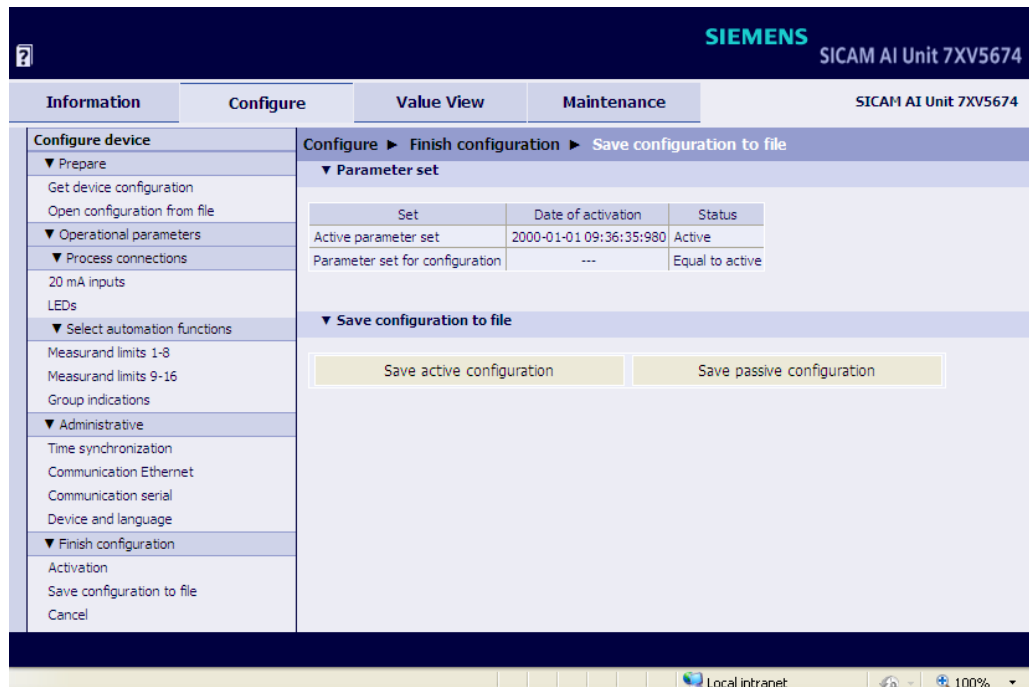 ?
SIEMENS
SICAM AI Unit 7XV5674
Information
Configure
Value View
Maintenance
SICAM AI Unit 7XV5674
Configure device
▼ Prepare
Get device configuration
Open configuration from file
▼ Operational parameters
▼ Process connections
20 mA inputs
LEDs
▼ Select automation functions
Measurand limits 1-8
Measurand limits 9-16
Group indications
▼ Administrative
Time synchronization
Communication Ethernet
Communication serial
Device and language
▼ Finish configuration
Activation
Save configuration to file
Cancel
Configure ► Finish configuration ► Save configuration to file
▼ Parameter set
Set Date of activation Status
Active parameter set 2000-01-01 09:36:35:980 Active
Parameter set for configuration --- Equal to active
▼ Save configuration to file
Save active configuration
Save passive configuration
Local intranet
100%